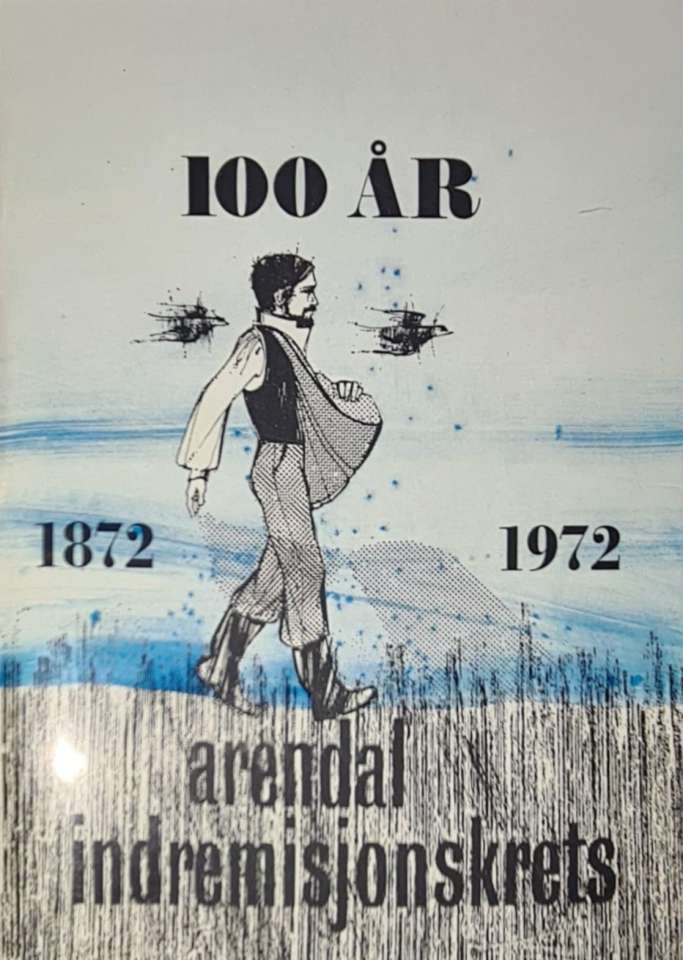 100 ÅR
1872
1972
arendal
indremisjonskrets